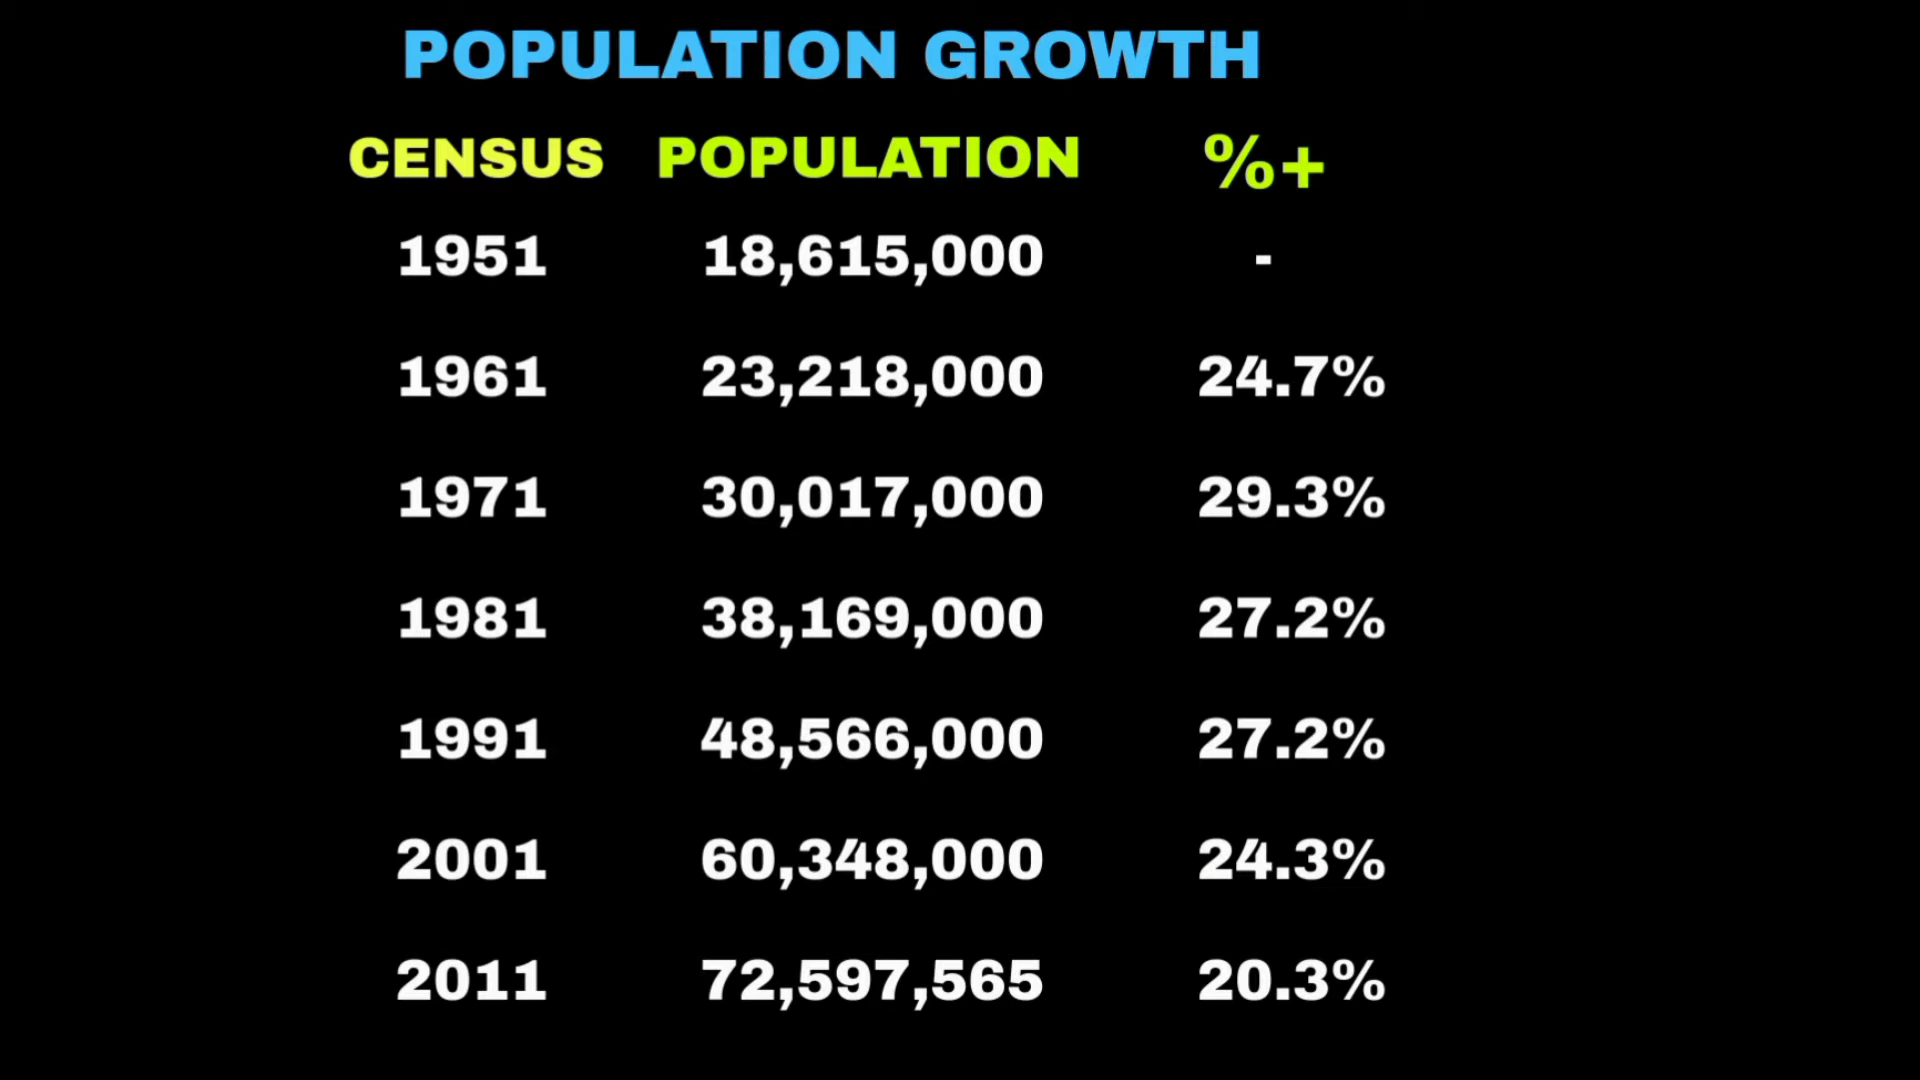 POPULATION GROWTH
CENSUS POPULATION %+
1951 18,615,000 -
1961 23,218,000 24.7%
1971 30,017,000 29.3%
1981 38,169,000 27.2%
1991 48,566,000 27.2%
2001 60,348,000 24.3%
2011 72,597,565 20.3%